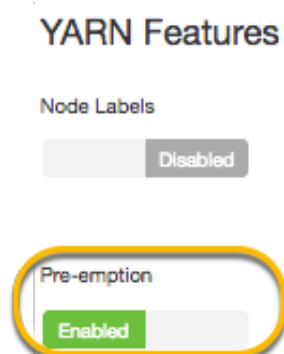 YARN Features
Node Labels
Disabled
Pre-emption
Enabled